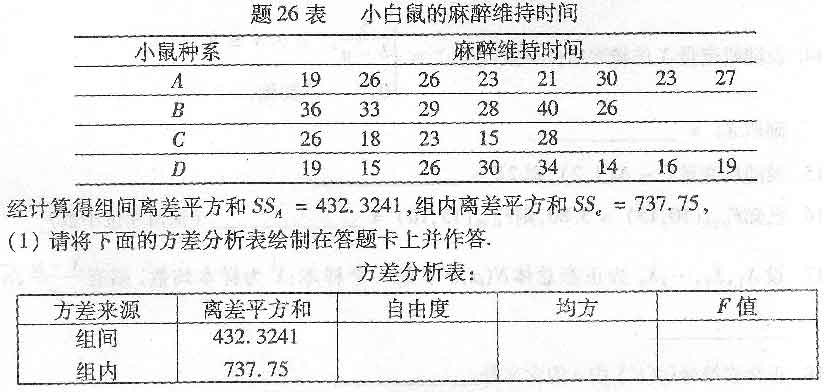 题26表 小白鼠的麻醉维持时间
小鼠种系 麻醉维持时间
A 19 26 26 23 21 30 23 27
B 36 33 29 28 40 26
C 26 18 23 15 28
D 19 15 26 30 34 14 16 19
经计算得组间离差平方和 SS_A = 432.3241,组内离差平方和 SS_e = 737.75,
(1) 请将下面的方差分析表绘制在答题卡上并作答.
方差分析表:
方差来源 离差平方和 自由度 均方 F 值
组间 432.3241
组内 737.75